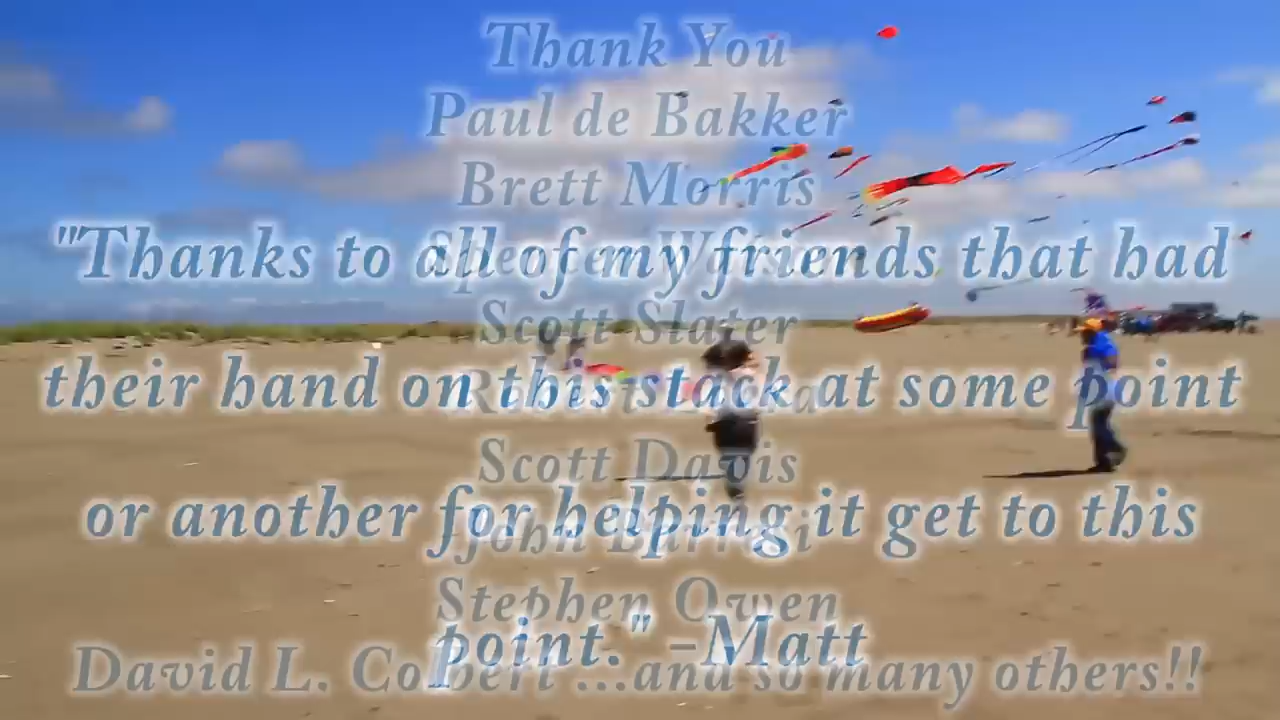 Thank You
Paul de Bakker
Brett Morris
"Thanks to all of my friends that had
Scott Slater
their hand on this stack at some point
Scott Davis
or another for helping it get to this
John
Stephen Owen
point." -Matt
David L. Colbert ...and so many others!!